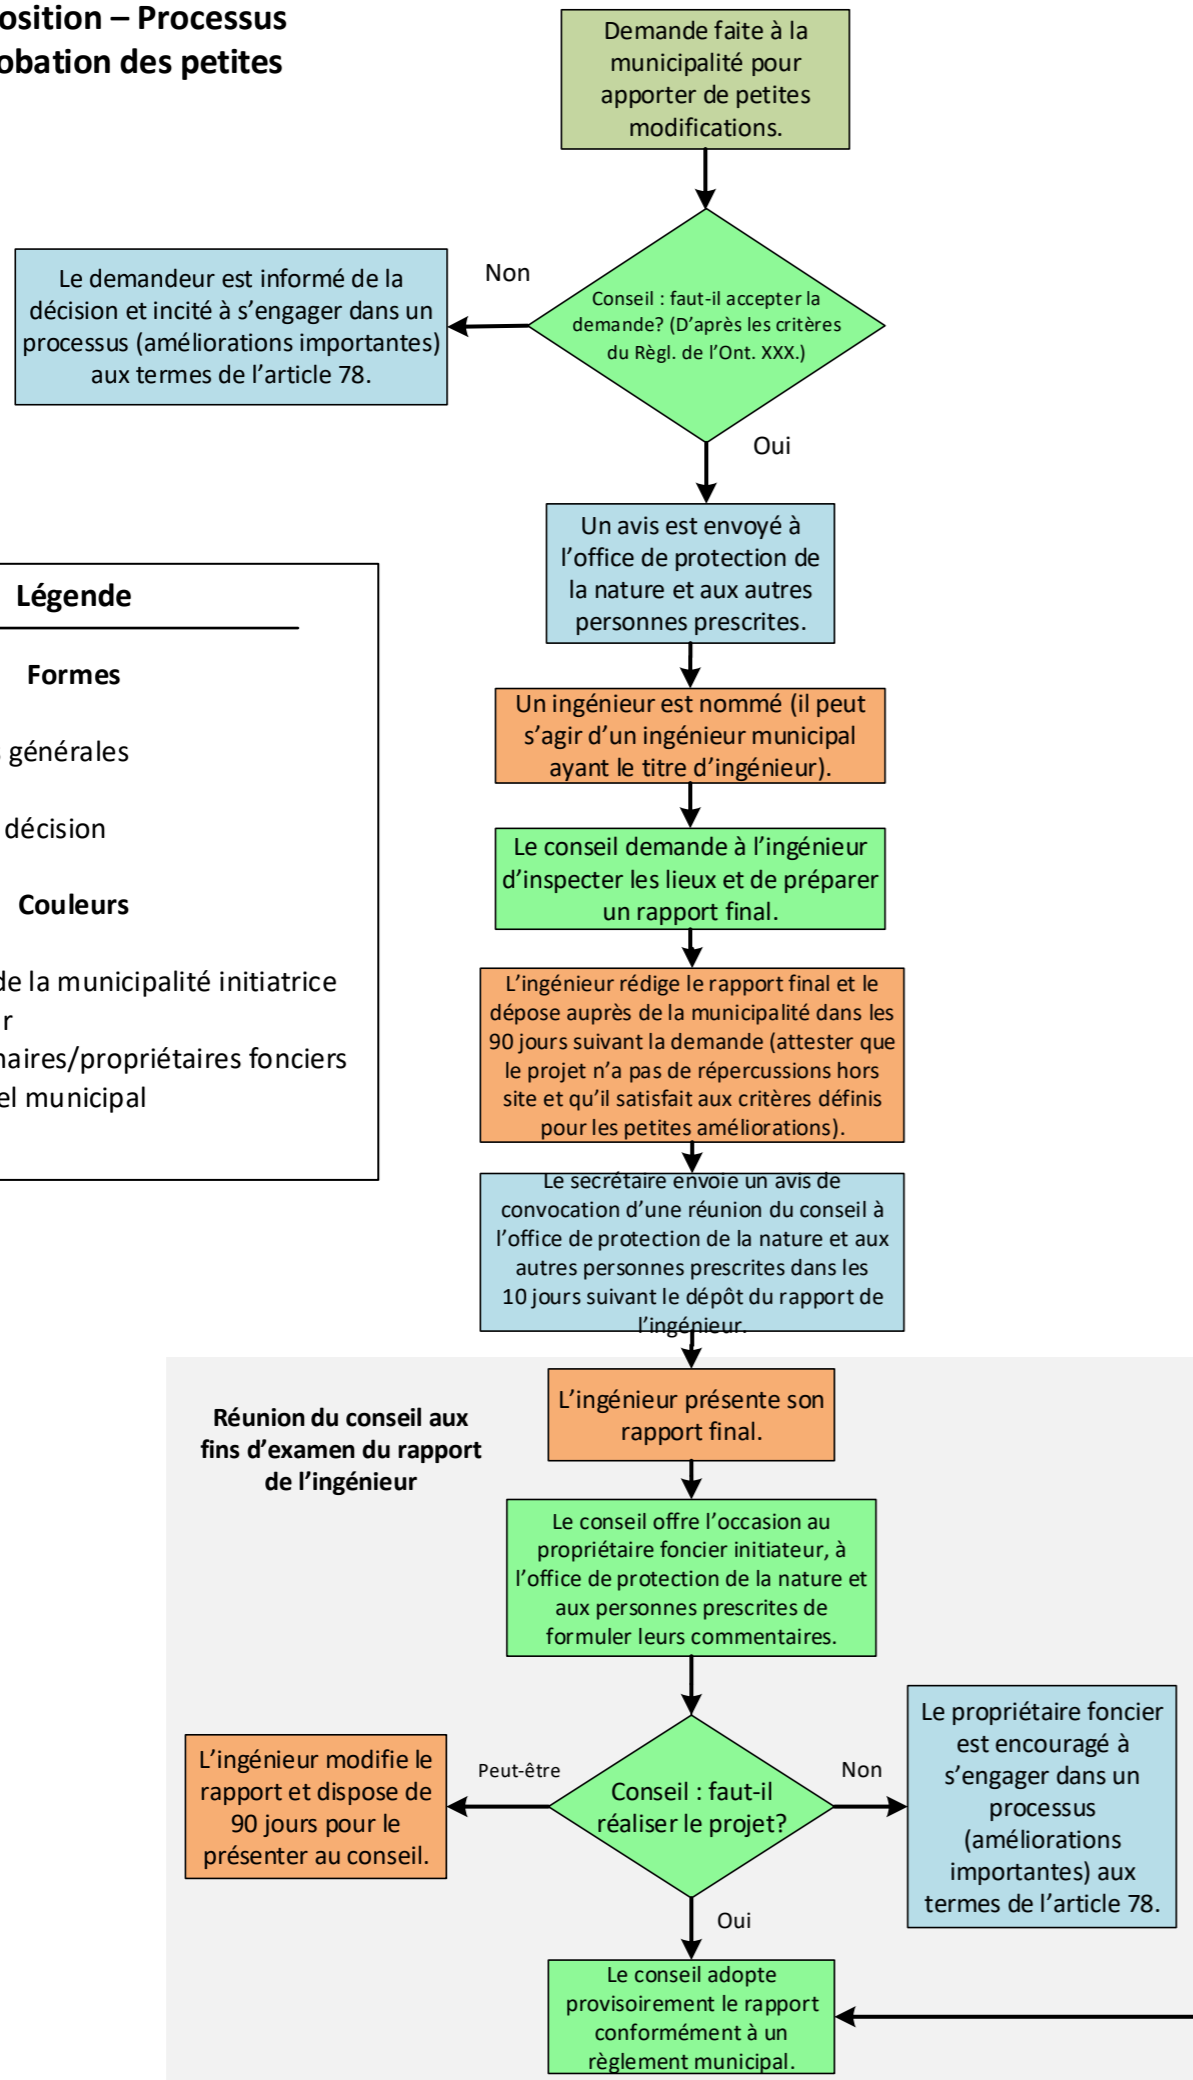 osition – Processus
obation des petites
Demande faite à la
municipalité pour
apporter de petites
modifications.
Conseil : faut-il accepter la
demande? (D’après les critères
du Règl. de l’Ont. XXX.)
Non
Le demandeur est informé de la
décision et incité à s’engager dans un
processus (améliorations importantes)
aux termes de l’article 78.
Oui
Un avis est envoyé à
l’office de protection de
la nature et aux autres
personnes prescrites.
Légende
Formes
générales
décision
Couleurs
de la municipalité initiatrice
r
naires/propriétaires fonciers
el municipal
Un ingénieur est nommé (il peut
s’agir d’un ingénieur municipal
ayant le titre d’ingénieur).
Le conseil demande à l’ingénieur
d’inspecter les lieux et de préparer
un rapport final.
L’ingénieur rédige le rapport final et le
dépose auprès de la municipalité dans les
90 jours suivant la demande (attester que
le projet n’a pas de répercussions hors
site et qu’il satisfait aux critères définis
pour les petites améliorations).
Le secrétaire envoie un avis de
convocation d’une réunion du conseil à
l’office de protection de la nature et aux
autres personnes prescrites dans les
10 jours suivant le dépôt du rapport de
l’ingénieur.
Réunion du conseil aux
fins d’examen du rapport
de l’ingénieur
L’ingénieur présente son
rapport final.
Le conseil offre l’occasion au
propriétaire foncier initiateur, à
l’office de protection de la nature et
aux personnes prescrites de
formuler leurs commentaires.
Conseil : faut-il
réaliser le projet?
Peut-être
L’ingénieur modifie le
rapport et dispose de
90 jours pour le
présenter au conseil.
Non
Le propriétaire foncier
est encouragé à
s’engager dans un
processus
(améliorations
importantes) aux
termes de l’article 78.
Oui
Le conseil adopte
provisoirement le rapport
conformément à un
règlement municipal.